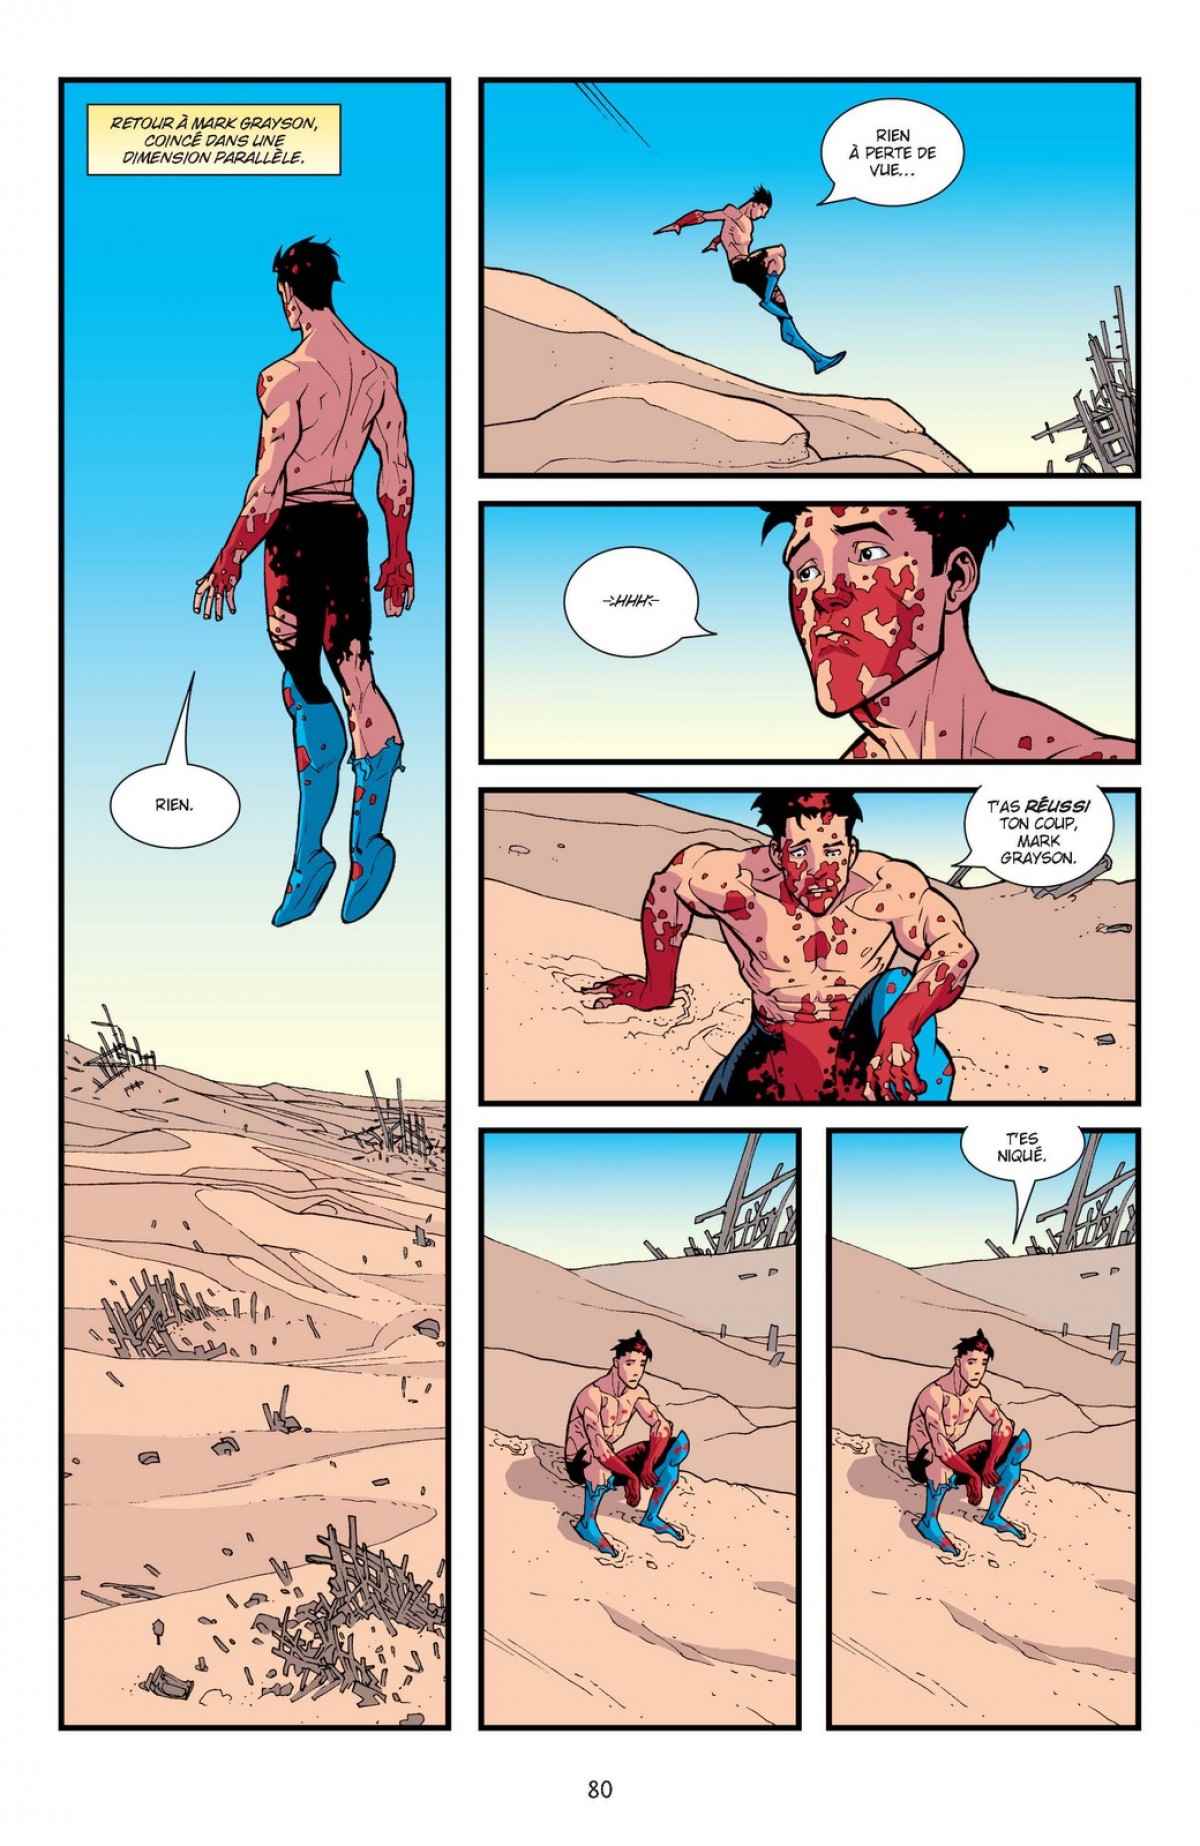 RETOUR À MARK GRAYSON,
COINCÉ DANS UNE
DIMENSION PARALLÈLE.
RIEN.
RIEN
À PERTE DE
VUE...
-HHH-
T'AS RÉUSSI
TON COUP,
MARK
GRAYSON.
T'ES
NIQUÉ.
80